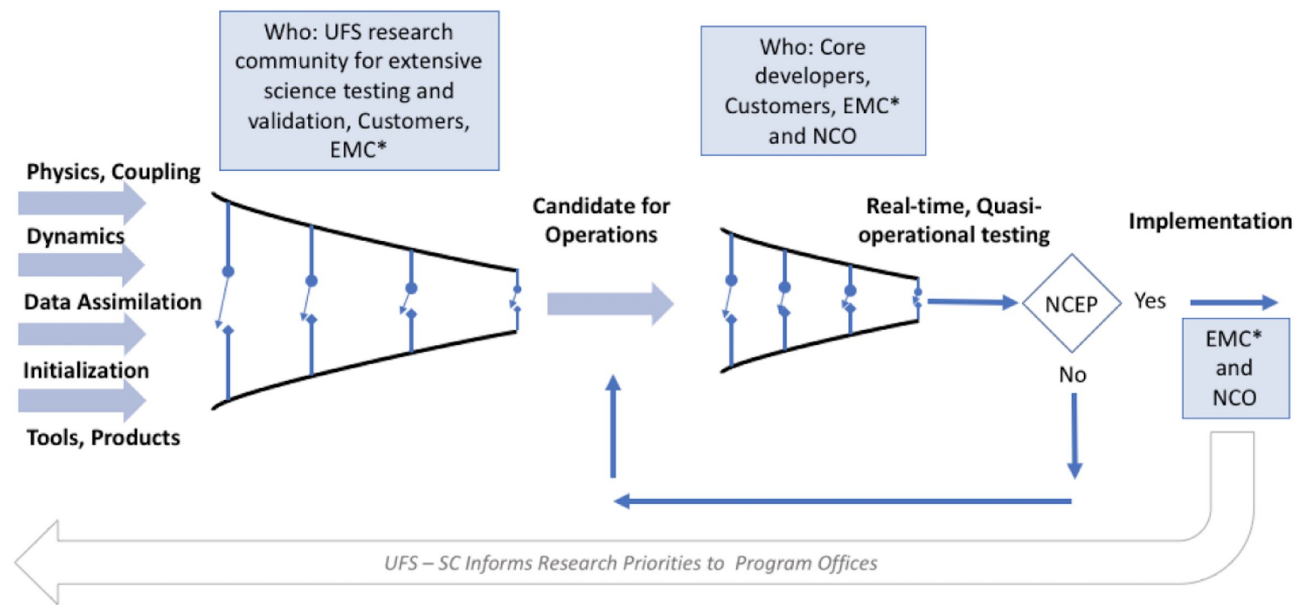 Who: UFS research
community for extensive
science testing and
validation, Customers,
EMC*
Who: Core
developers,
Customers, EMC*
and NCO
Physics, Coupling
Dynamics
Data Assimilation
Initialization
Tools, Products
Candidate for
Operations
Real-time, Quasi-
operational testing
Implementation
NCEP
Yes
No
EMC*
and
NCO
UFS – SC Informs Research Priorities to Program Offices